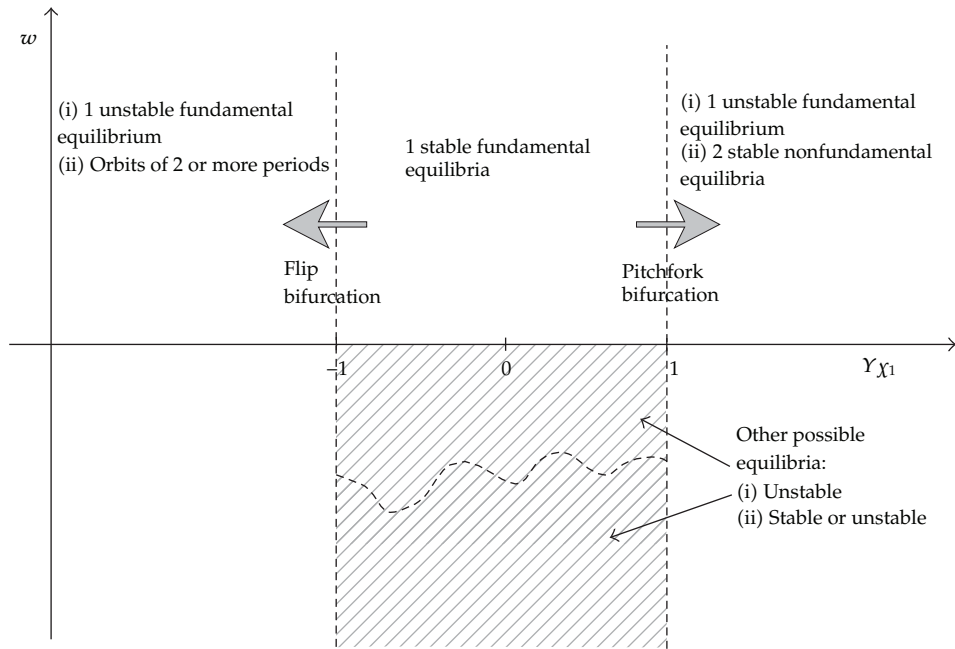 w
(i) 1 unstable fundamental
equilibrium
(ii) Orbits of 2 or more periods
1 stable fundamental
equilibria
(i) 1 unstable fundamental
equilibrium
(ii) 2 stable nonfundamental
equilibria
Flip
bifurcation
Pitchfork
bifurcation
−1
0
1
Υχ1
Other possible
equilibria:
(i) Unstable
(ii) Stable or unstable